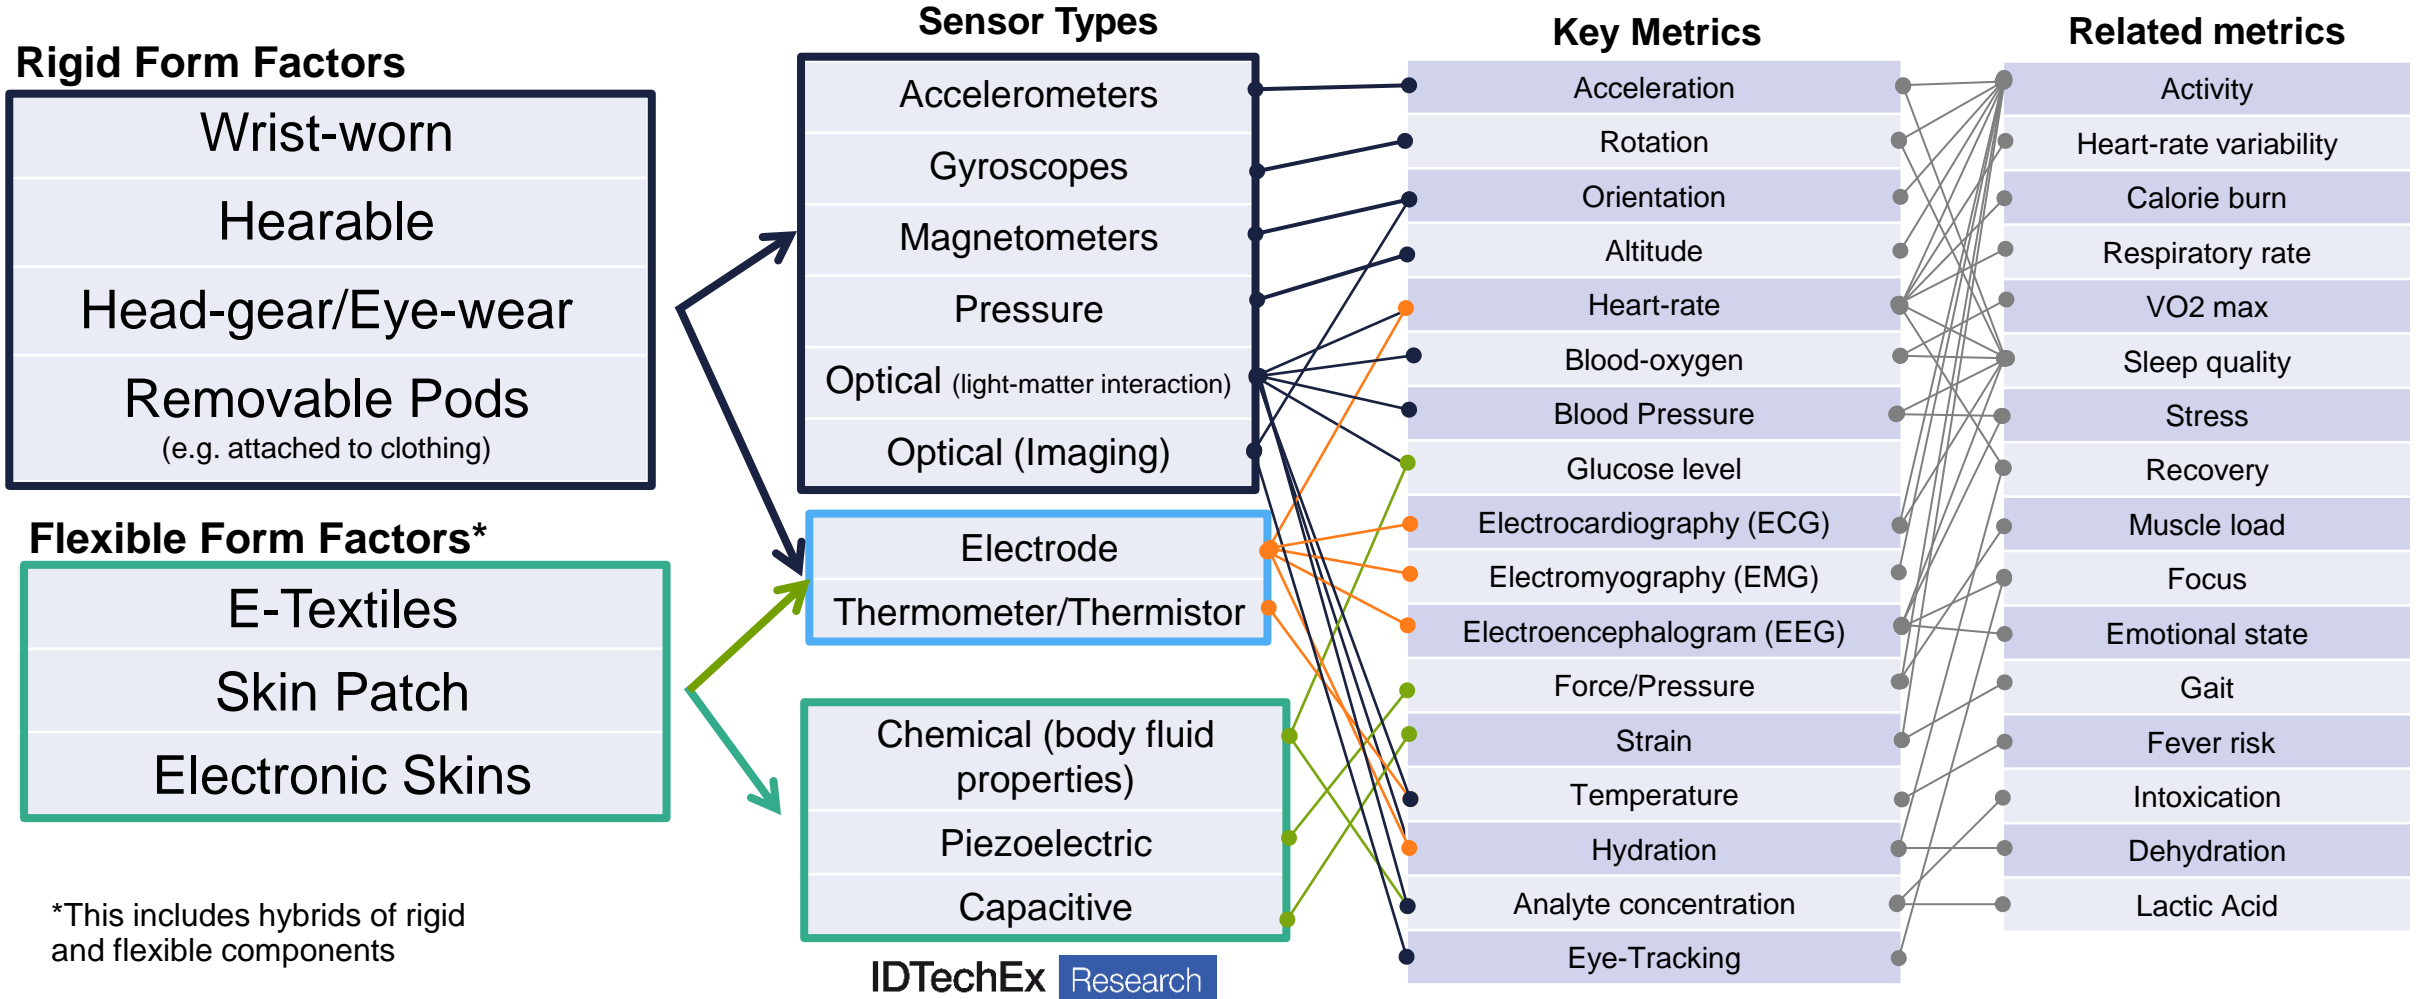 Rigid Form Factors
Wrist-worn
Hearable
Head-gear/Eye-wear
Removable Pods
(e.g. attached to clothing)
Flexible Form Factors*
E-Textiles
Skin Patch
Electronic Skins
*This includes hybrids of rigid
and flexible components
Sensor Types
Accelerometers
Gyroscopes
Magnetometers
Pressure
Optical (light-matter interaction)
Optical (Imaging)
Electrode
Thermometer/Thermistor
Chemical (body fluid
properties)
Piezoelectric
Capacitive
IDTechEx Research
Key Metrics
Acceleration
Rotation
Orientation
Altitude
Heart-rate
Blood-oxygen
Blood Pressure
Glucose level
Electrocardiography (ECG)
Electromyography (EMG)
Electroencephalogram (EEG)
Force/Pressure
Strain
Temperature
Hydration
Analyte concentration
Eye-Tracking
Related metrics
Activity
Heart-rate variability
Calorie burn
Respiratory rate
VO2 max
Sleep quality
Stress
Recovery
Muscle load
Focus
Emotional state
Gait
Fever risk
Intoxication
Dehydration
Lactic Acid